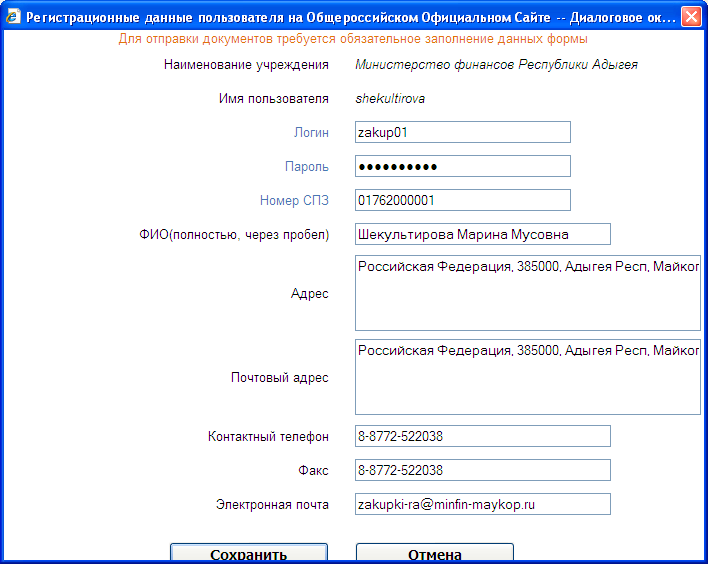 Регистрационные данные пользователя на Общероссийском Официальном Сайте -- Диалоговое ок...
Для отправки документов требуется обязательное заполнение данных формы
Наименование учреждения Министерство финансов Республики Адыгея
Имя пользователя shekultirova
Логин zakup01
Пароль ●●●●●●●●●●
Номер СПЗ 01762000001
ФИО(полностью, через пробел) Шекультирова Марина Мусовна
Адрес Российская Федерация, 385000, Адыгея Респ, Майкоп
Почтовый адрес Российская Федерация, 385000, Адыгея Респ, Майкоп
Контактный телефон 8-8772-522038
Факс 8-8772-522038
Электронная почта zakupki-ra@minfin-maykop.ru
Сохранить Отмена